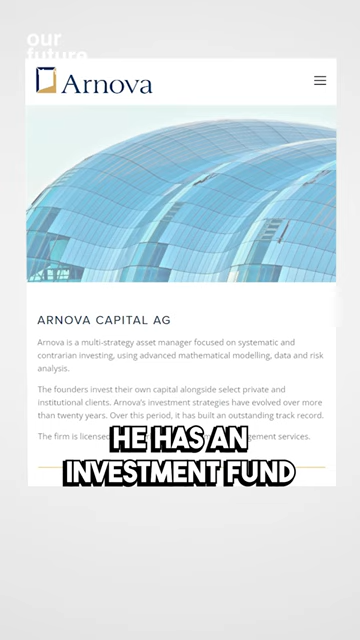 our
future
Arnova
ARNOVA CAPITAL AG
Arnova is a multi-strategy asset manager focused on systematic and
contrarian investing, using advanced mathematical modelling, data and risk
analysis.
The founders invest their own capital alongside select private and
institutional clients. Arnova's investment strategies have evolved over more
than twenty years. Over this period, it has built an outstanding track record.
The firm is licensed
services.
HE HAS AN
INVESTMENT FUND